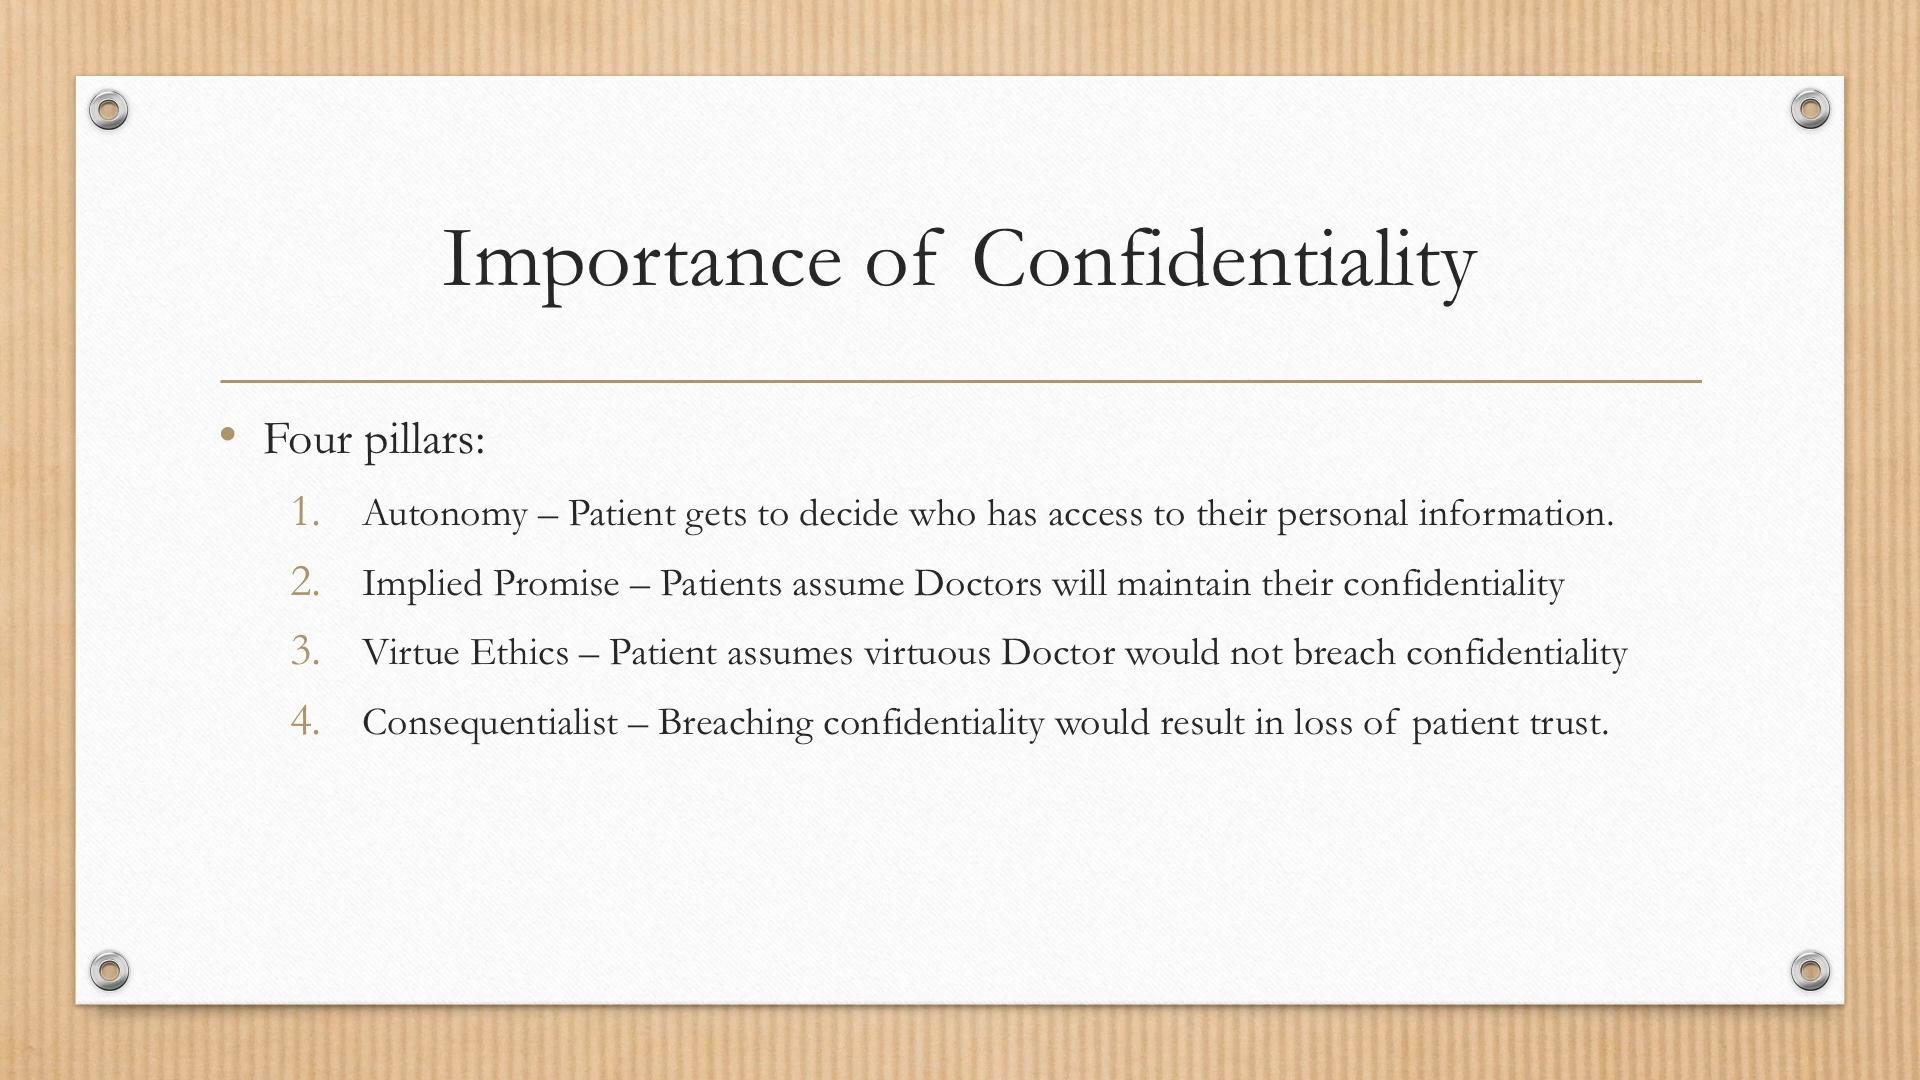 Importance of Confidentiality
• Four pillars:
1. Autonomy – Patient gets to decide who has access to their personal information.
2. Implied Promise – Patients assume Doctors will maintain their confidentiality
3. Virtue Ethics – Patient assumes virtuous Doctor would not breach confidentiality
4. Consequentialist – Breaching confidentiality would result in loss of patient trust.